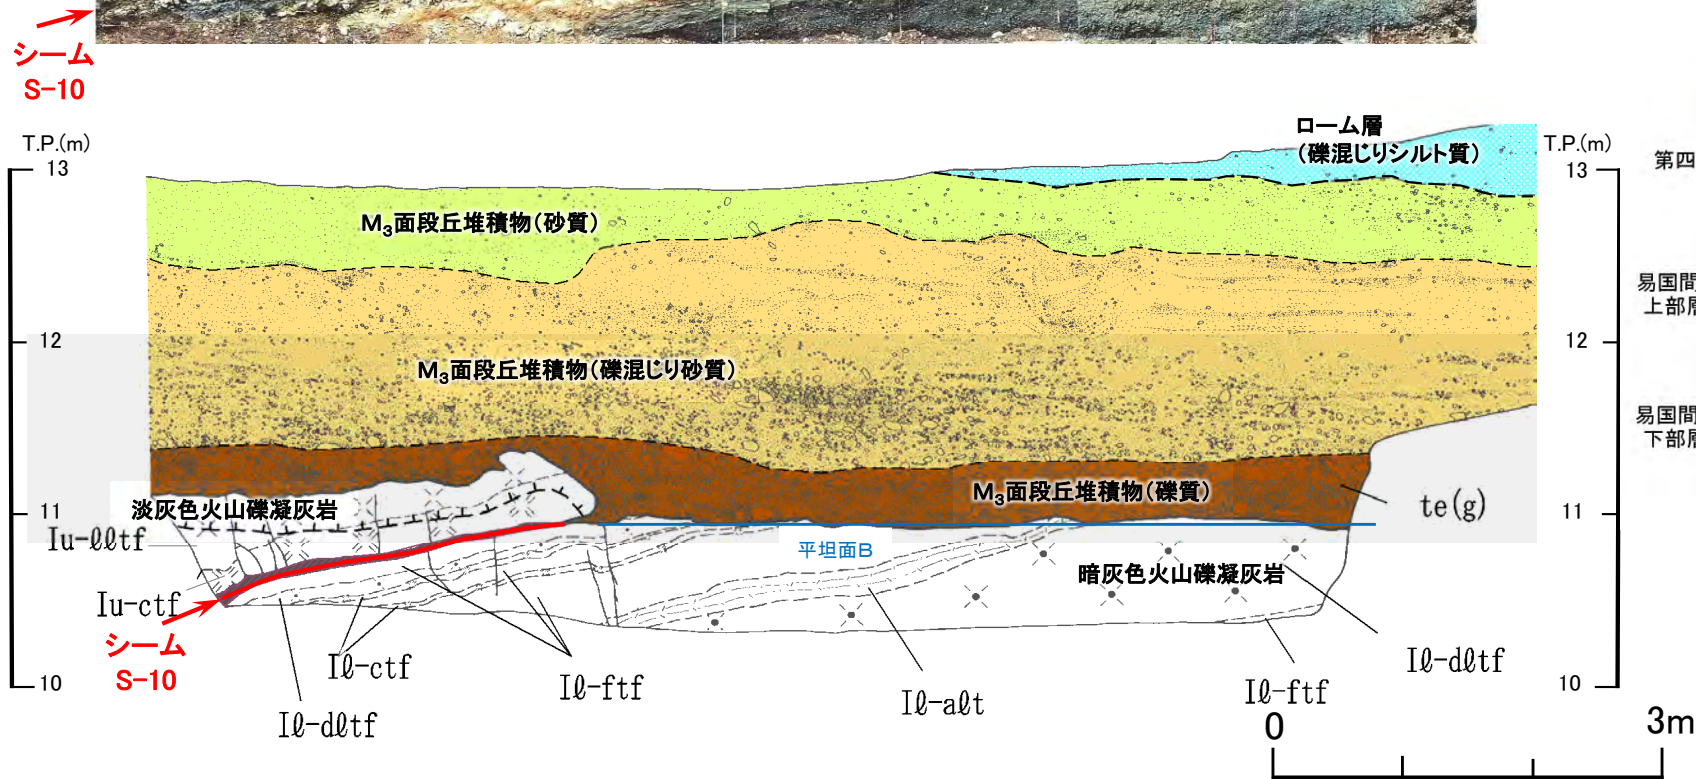 シーム
S-10
T.P.(m)
13
12
11
10
ローム層
(礫混じりシルト質)
T.P.(m)
13
12
11
10
第四
易国間
上部層
易国間
下部層
M₃面段丘堆積物(砂質)
M₃面段丘堆積物(礫混じり砂質)
M₃面段丘堆積物(礫質)
te(g)
淡灰色火山礫凝灰岩
Iu-ℓℓtf
平坦面B
暗灰色火山礫凝灰岩
Iu-ctf
シーム
S-10
Iℓ-ctf
Iℓ-ftf
Iℓ-dℓtf
Iℓ-aℓt
Iℓ-ftf
Iℓ-dℓtf
0
3m